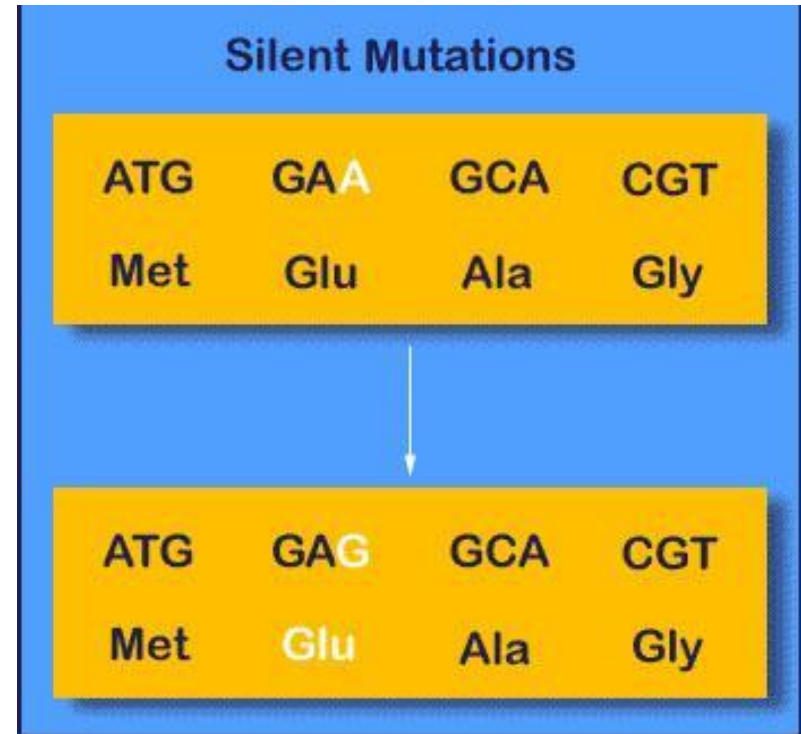 Silent Mutations
ATG GAA GCA CGT
Met Glu Ala Gly
ATG GAG GCA CGT
Met Glu Ala Gly